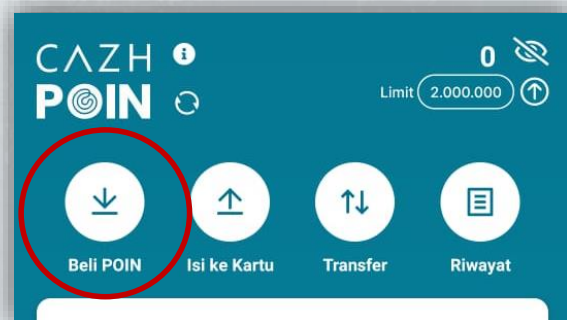 CAZH
POIN
0
Limit 2.000.000
Beli POIN
Isi ke Kartu
Transfer
Riwayat